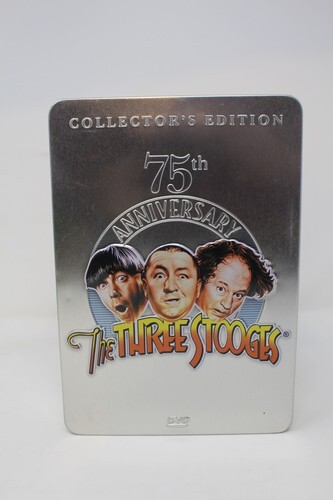 COLLECTOR'S EDITION
75th
ANNIVERSARY
The THREE STOOGES®
DVD